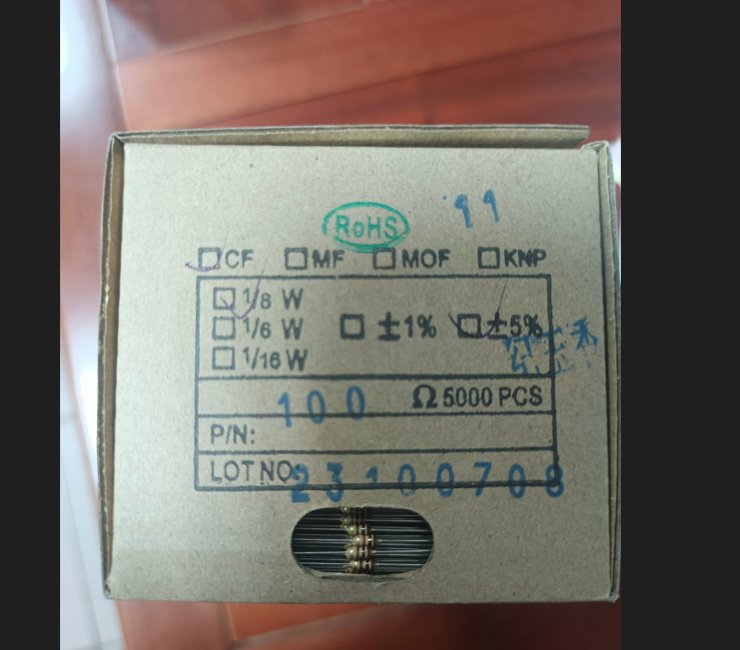 11
RoHS
CF MF MOF KNP
1/8 W
1/6 W ±1% ±5%
1/16 W
100 Ω 5000 PCS
P/N:
LOT NO: 23100708